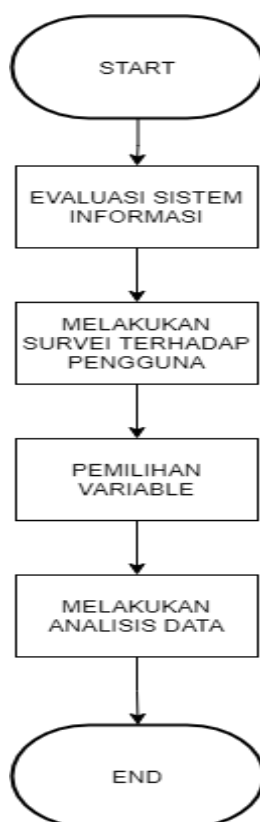 START
EVALUASI SISTEM
INFORMASI
MELAKUKAN
SURVEI TERHADAP
PENGGUNA
PEMILIHAN
VARIABLE
MELAKUKAN
ANALISIS DATA
END